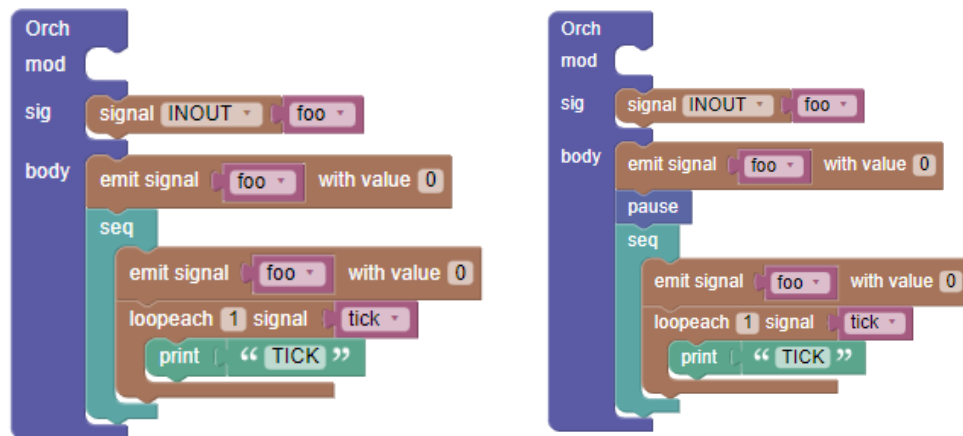 Orch
mod
sig signal INOUT foo
body emit signal foo with value 0
seq
emit signal foo with value 0
loopeach 1 signal tick
print “ TICK ”
Orch
mod
sig signal INOUT foo
body emit signal foo with value 0
pause
seq
emit signal foo with value 0
loopeach 1 signal tick
print “ TICK ”